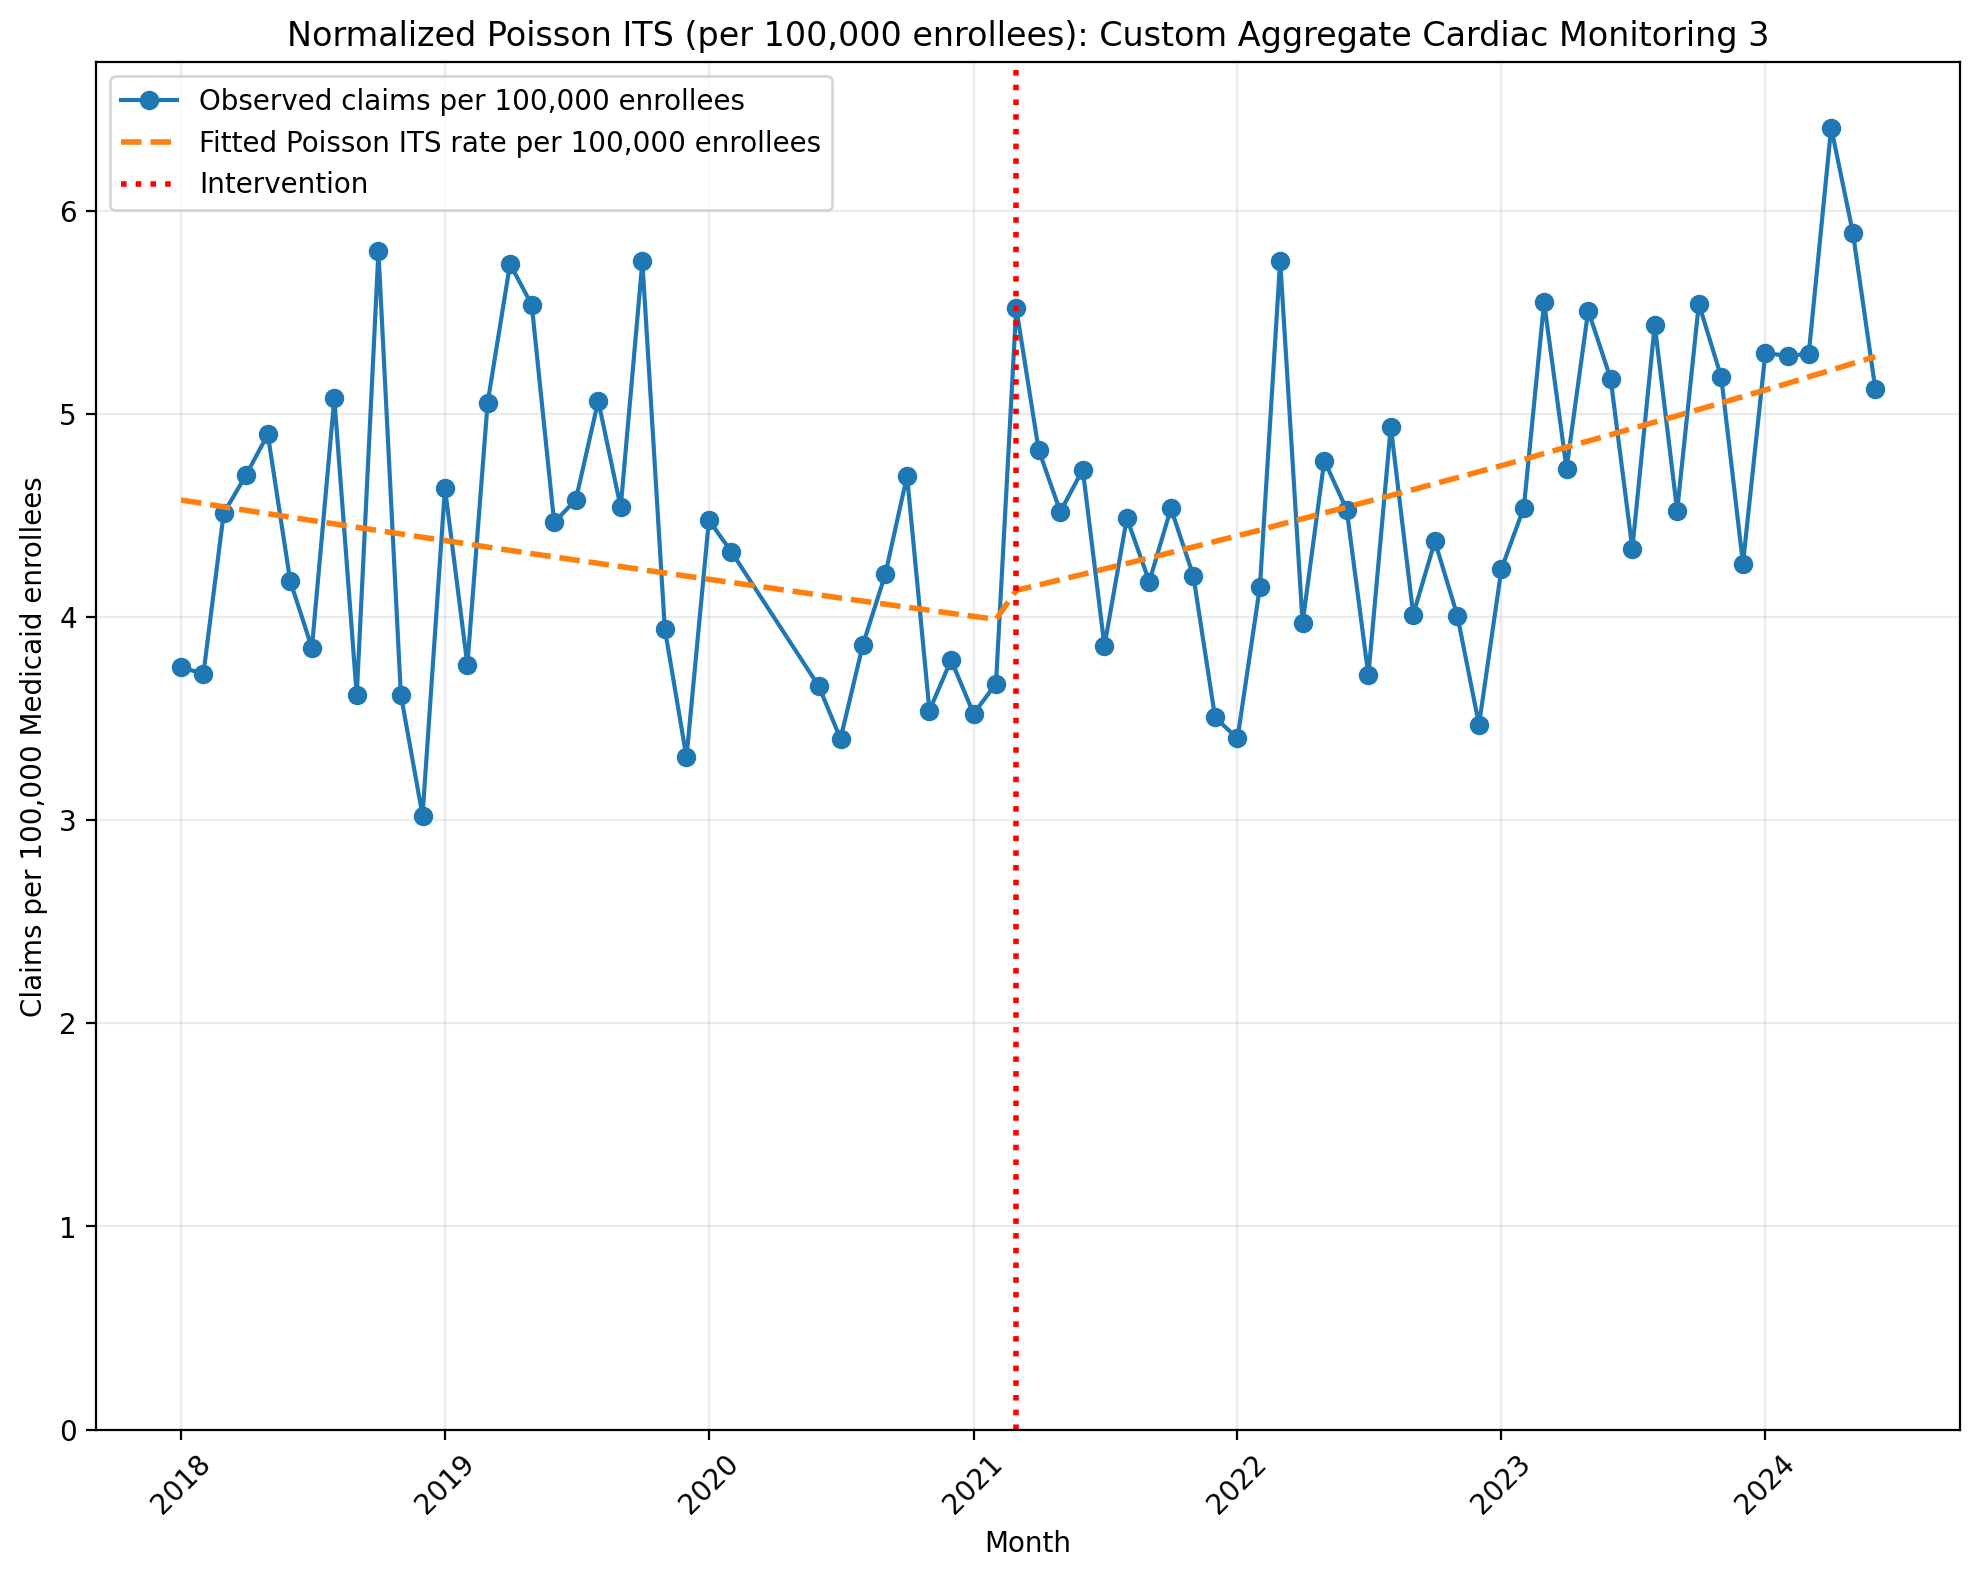 Normalized Poisson ITS (per 100,000 enrollees): Custom Aggregate Cardiac Monitoring 3
Observed claims per 100,000 enrollees
Fitted Poisson ITS rate per 100,000 enrollees
Intervention
Claims per 100,000 Medicaid enrollees
6
5
4
3
2
1
0
2018
2019
2020
2021
2022
2023
2024
Month